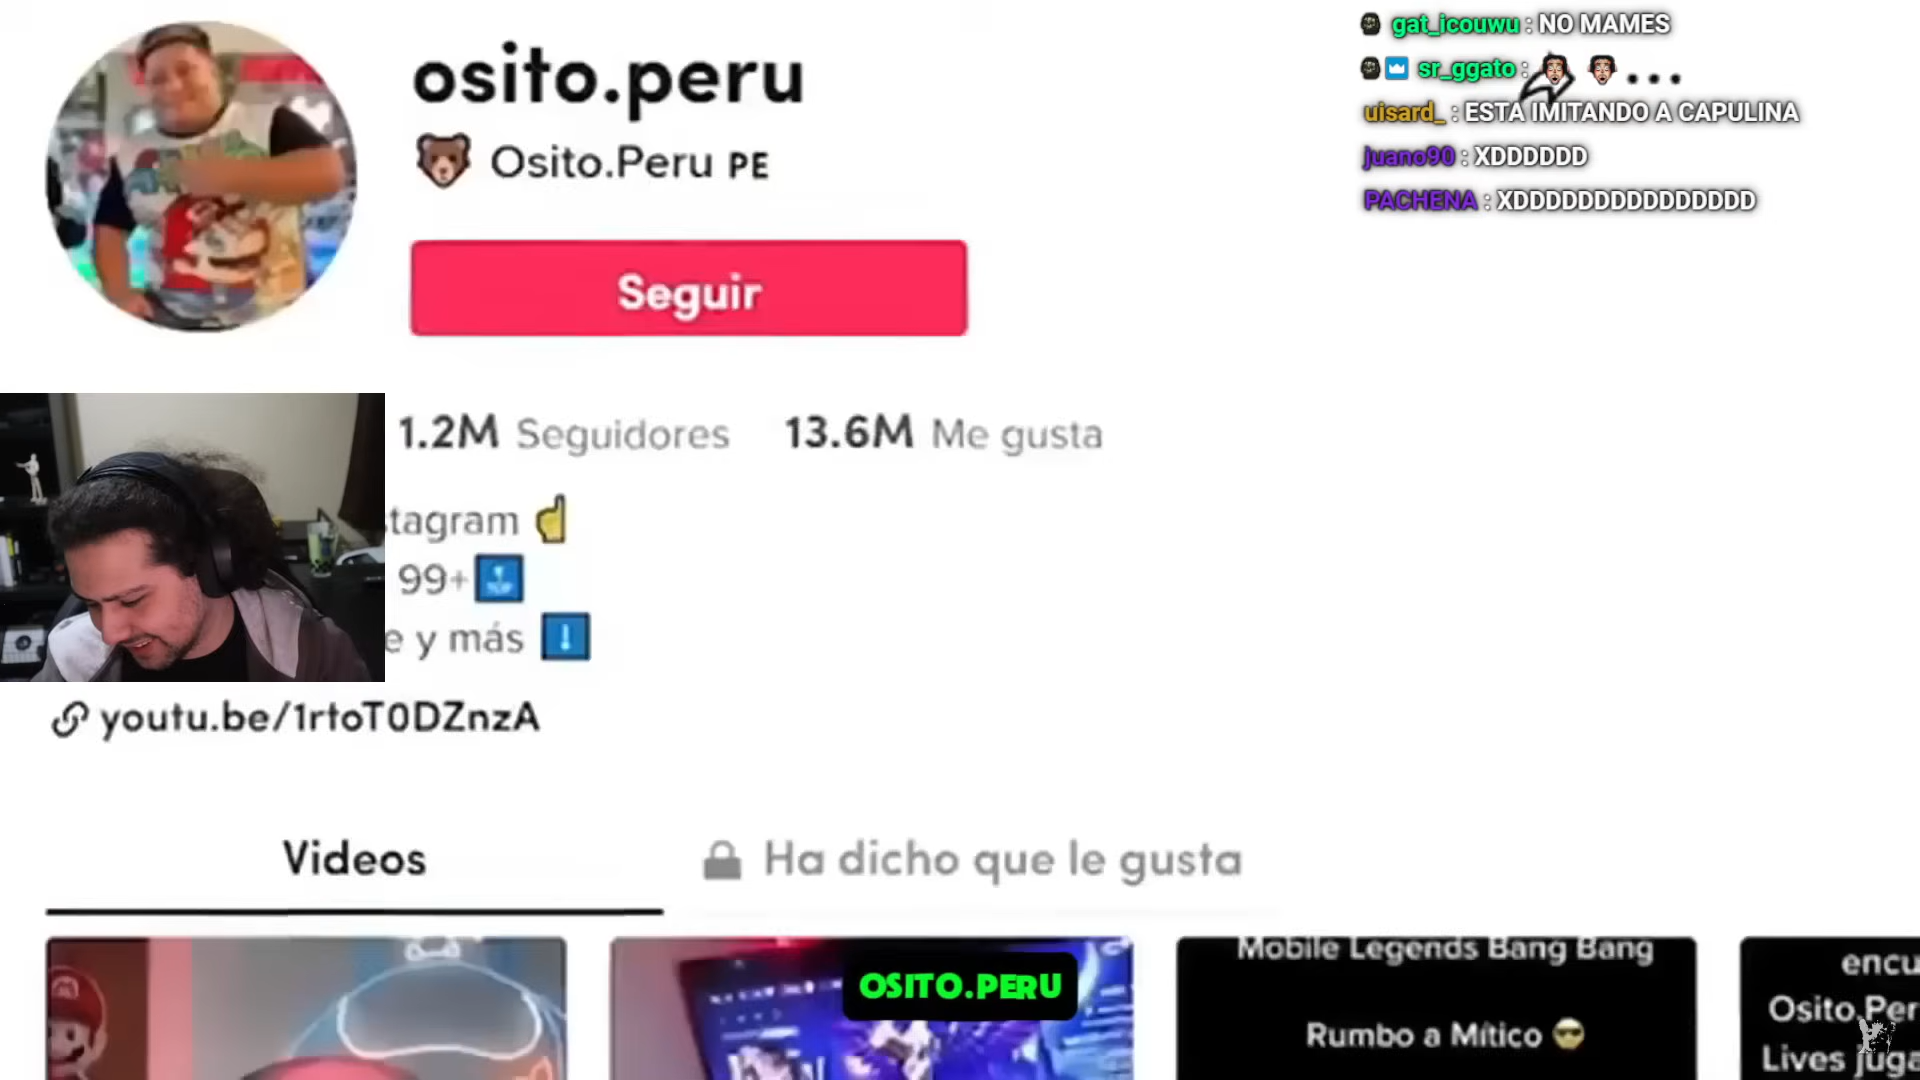 osito.peru
Osito.Peru PE
Seguir
1.2M Seguidores 13.6M Me gusta
tagram
99+
e y más
youtu.be/1rtoT0DZnzA
Videos
Ha dicho que le gusta
OSITO.PERU
Mobile Legends Bang Bang
Rumbo a Mítico
encu
Osito.Per
Lives juga
gat_icouwu : NO MAMES
sr_ggato : ...
uisard_ : ESTA IMITANDO A CAPULINA
juano90 : XDDDDDD
PACHENA : XDDDDDDDDDDDDDDD